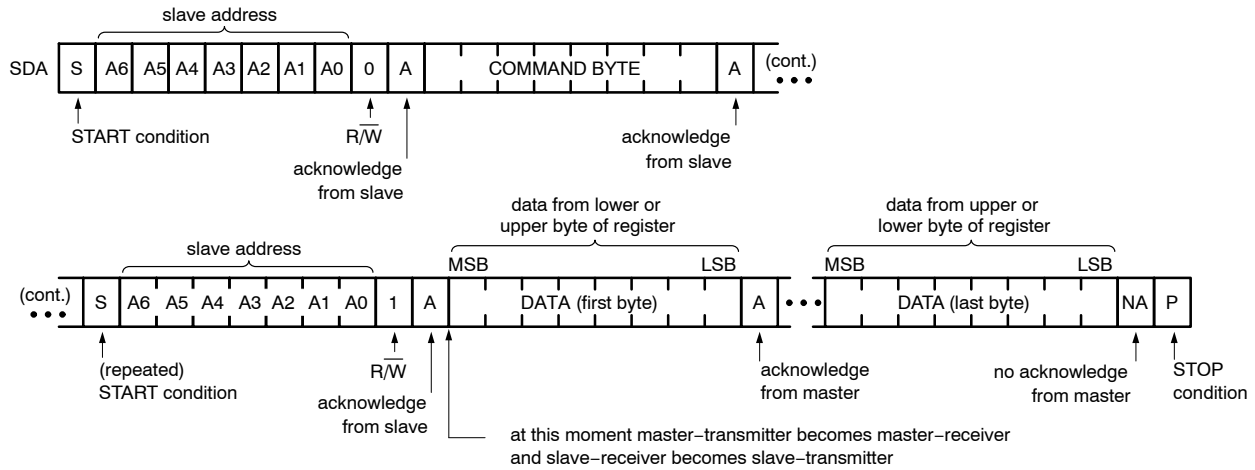 slave address
SDA S A6 A5 A4 A3 A2 A1 A0 0 A COMMAND BYTE A (cont.)
START condition
R/W
acknowledge
from slave
acknowledge
from slave
slave address
data from lower or
upper byte of register
data from upper or
lower byte of register
MSB LSB MSB LSB
(cont.) S A6 A5 A4 A3 A2 A1 A0 1 A DATA (first byte) A DATA (last byte) NA P
(repeated)
START condition
R/W
acknowledge
from slave
acknowledge
from master
no acknowledge
from master
STOP
condition
at this moment master−transmitter becomes master−receiver
and slave−receiver becomes slave−transmitter